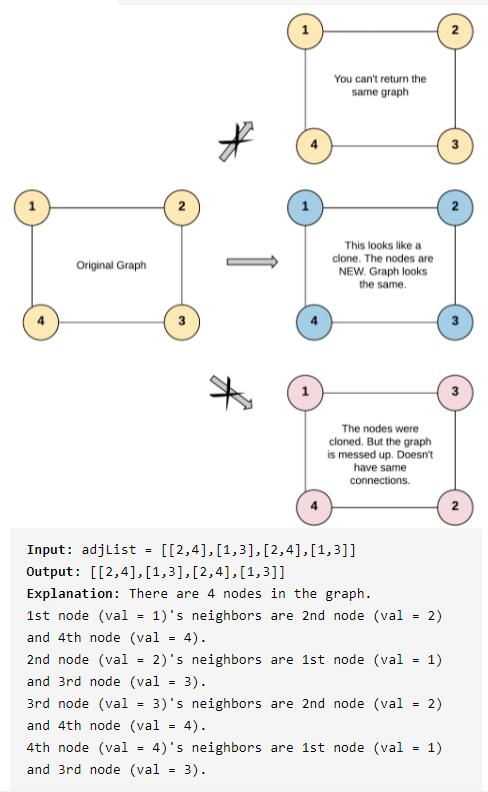 1
2
You can't return the
same graph
4
3
1
2
Original Graph
4
3
1
2
This looks like a
clone. The nodes are
NEW. Graph looks
the same.
4
3
1
3
The nodes were
cloned. But the graph
is messed up. Doesn't
have same
connections.
4
2
Input: adjList = [[2,4],[1,3],[2,4],[1,3]]
Output: [[2,4],[1,3],[2,4],[1,3]]
Explanation: There are 4 nodes in the graph.
1st node (val = 1)'s neighbors are 2nd node (val = 2)
and 4th node (val = 4).
2nd node (val = 2)'s neighbors are 1st node (val = 1)
and 3rd node (val = 3).
3rd node (val = 3)'s neighbors are 2nd node (val = 2)
and 4th node (val = 4).
4th node (val = 4)'s neighbors are 1st node (val = 1)
and 3rd node (val = 3).